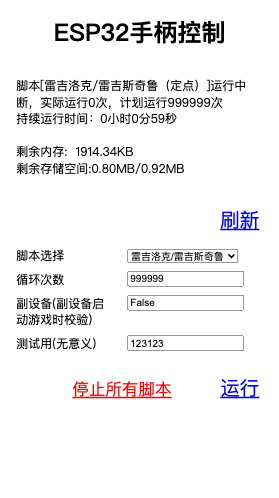 ESP32手柄控制
脚本[雷吉洛克/雷吉斯奇鲁（定点）]运行中
断，实际运行0次，计划运行999999次
持续运行时间：0小时0分59秒
剩余内存：1914.34KB
剩余存储空间:0.80MB/0.92MB
刷新
脚本选择 雷吉洛克/雷吉斯奇鲁
循环次数 999999
副设备(副设备启
动游戏时校验) False
测试用(无意义) 123123
停止所有脚本 运行